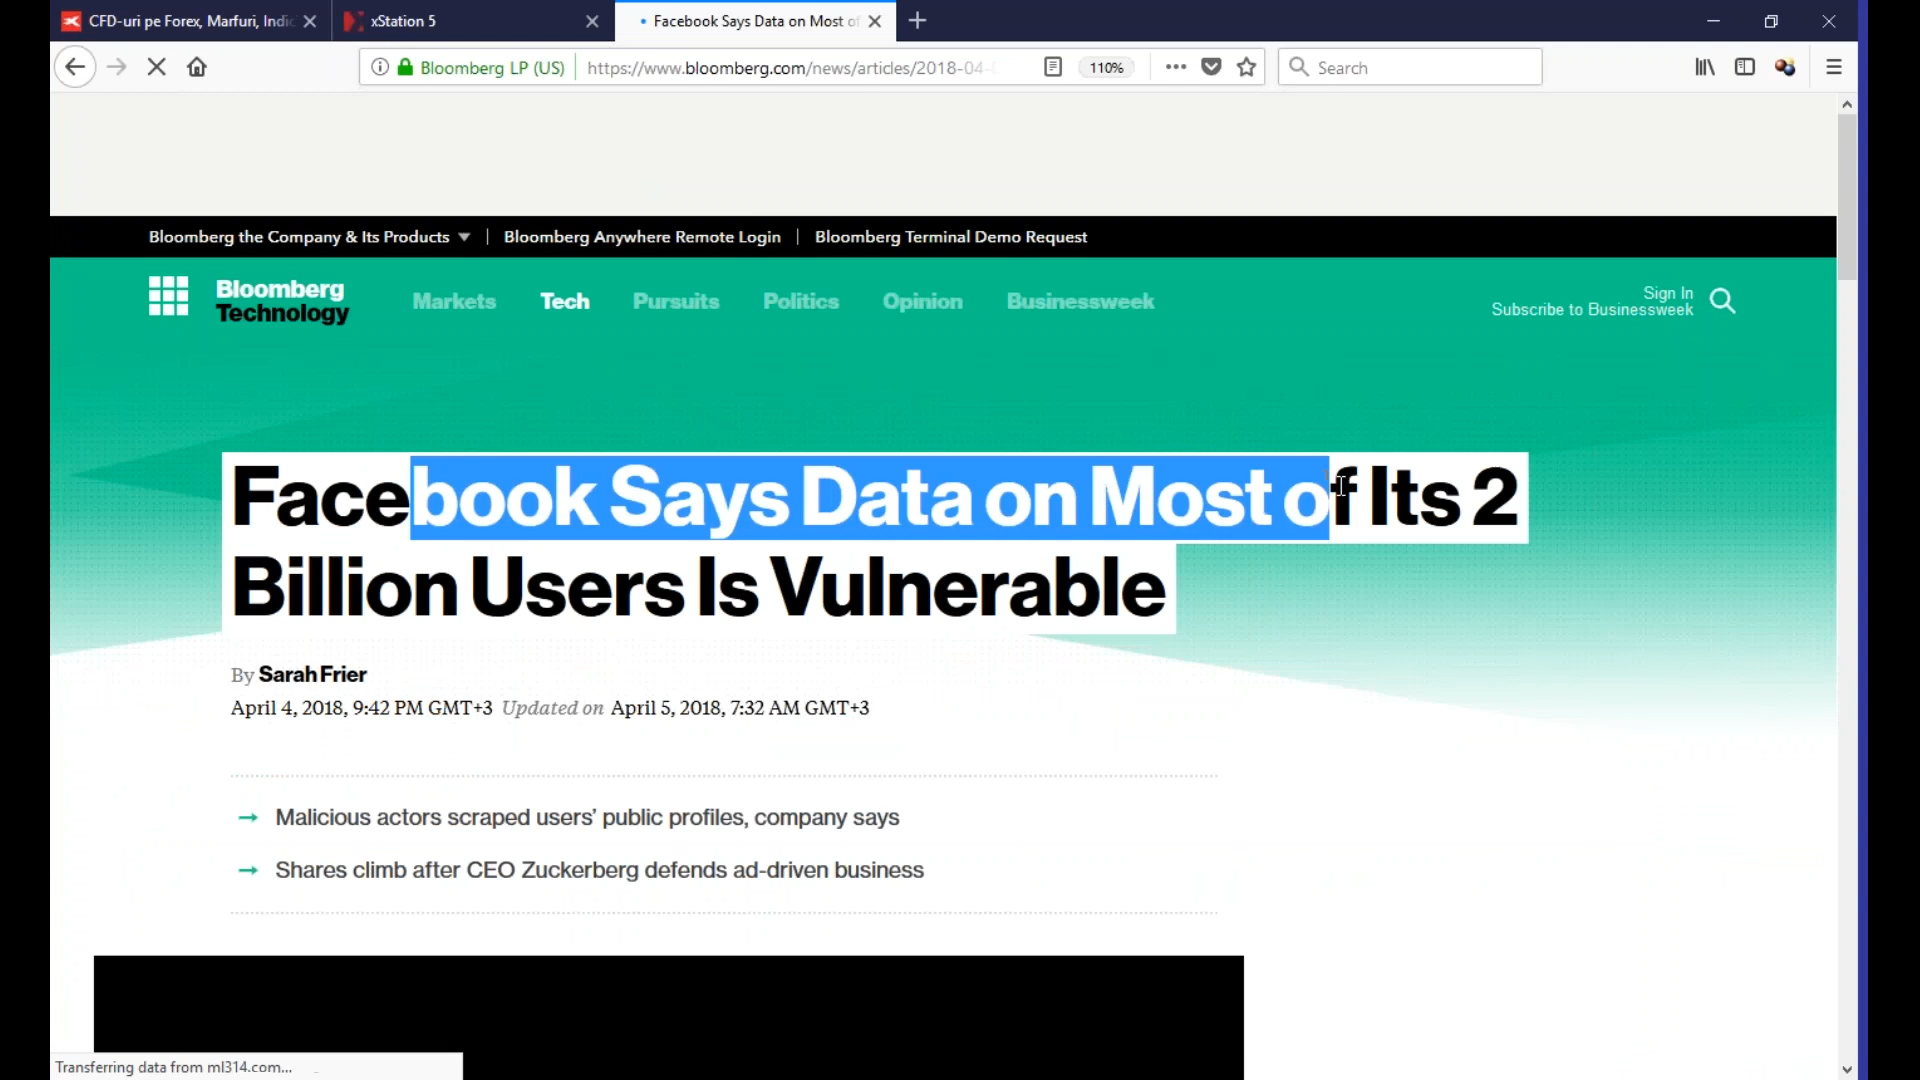 CFD-uri pe Forex, Marfuri, Indic
xStation 5
Facebook Says Data on Most of
Bloomberg LP (US)
https://www.bloomberg.com/news/articles/2018-04-
110%
Search
Bloomberg the Company & Its Products
Bloomberg Anywhere Remote Login
Bloomberg Terminal Demo Request
Bloomberg
Technology
Markets
Tech
Pursuits
Politics
Opinion
Businessweek
Sign In
Subscribe to Businessweek
Facebook Says Data on Most of Its 2
Billion Users Is Vulnerable
By Sarah Frier
April 4, 2018, 9:42 PM GMT+3 Updated on April 5, 2018, 7:32 AM GMT+3
Malicious actors scraped users’ public profiles, company says
Shares climb after CEO Zuckerberg defends ad-driven business
Transferring data from ml314.com...